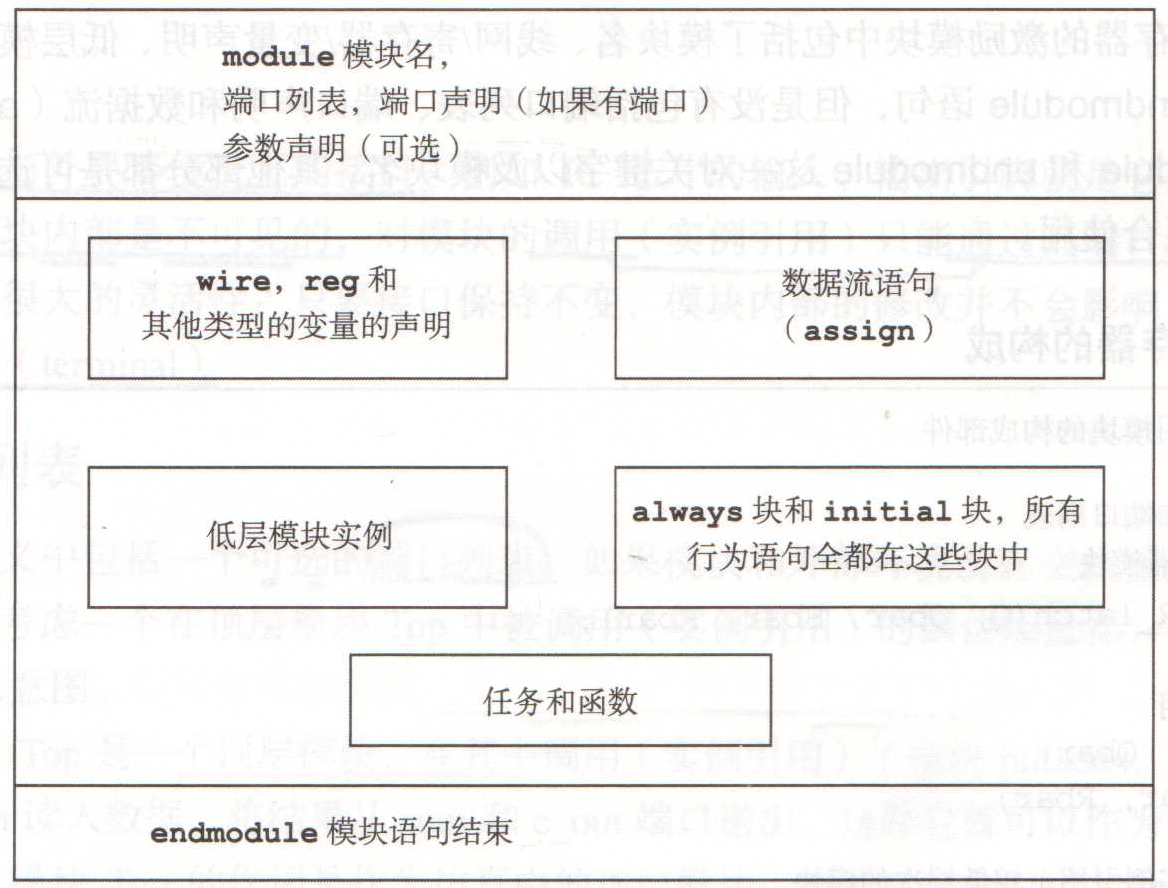 module 模块名，
端口列表，端口声明（如果有端口）
参数声明（可选）
wire，reg 和
其他类型的变量的声明
数据流语句
（assign）
低层模块实例
always 块和 initial 块，所有
行为语句全都在这些块中
任务和函数
endmodule 模块语句结束